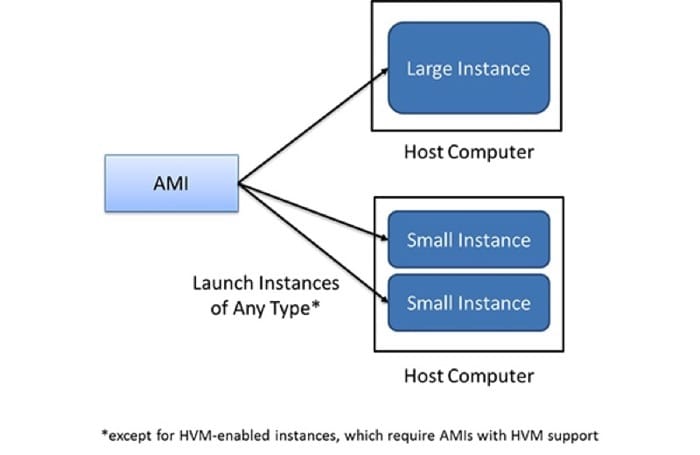 Large Instance
Host Computer
AMI
Small Instance
Launch Instances
of Any Type*
Small Instance
Host Computer
*except for HVM-enabled instances, which require AMIs with HVM support